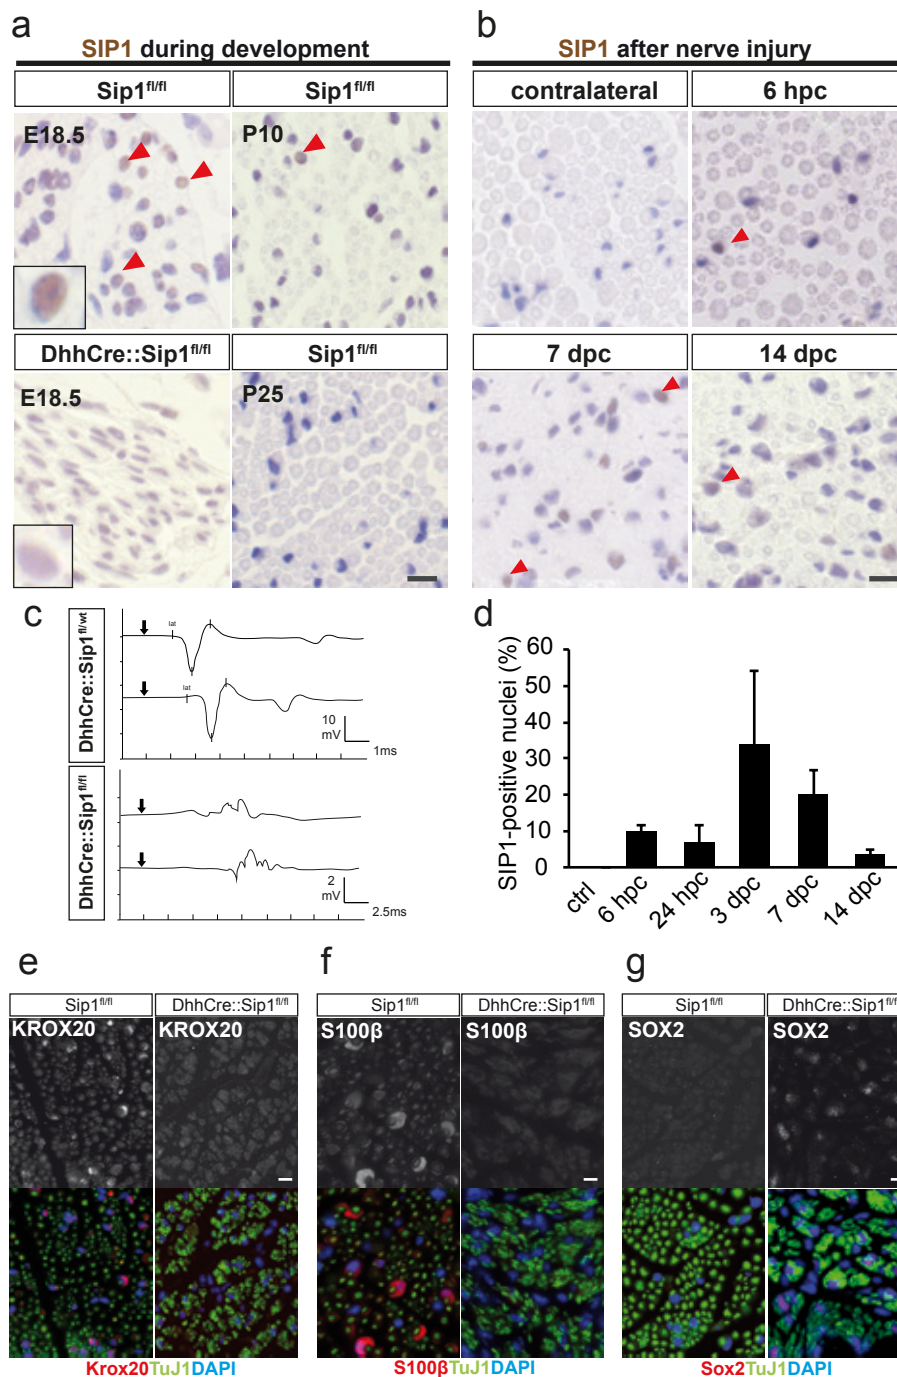 a
SIP1 during development
Sip1fl/fl
Sip1fl/fl
E18.5
P10
DhhCre::Sip1fl/fl
Sip1fl/fl
E18.5
P25
b
SIP1 after nerve injury
contralateral
6 hpc
7 dpc
14 dpc
c
DhhCre::Sip1fl/wt
lat
lat
10
mV
1ms
DhhCre::Sip1fl/fl
2
mV
2.5ms
d
SIP1-positive nuclei (%)
60
50
40
30
20
10
0
ctrl
6 hpc
24 hpc
3 dpc
7 dpc
14 dpc
e
Sip1fl/fl
DhhCre::Sip1fl/fl
KROX20
KROX20
Krox20TuJ1DAPI
f
Sip1fl/fl
DhhCre::Sip1fl/fl
S100β
S100β
S100βTuJ1DAPI
g
Sip1fl/fl
DhhCre::Sip1fl/fl
SOX2
SOX2
Sox2TuJ1DAPI